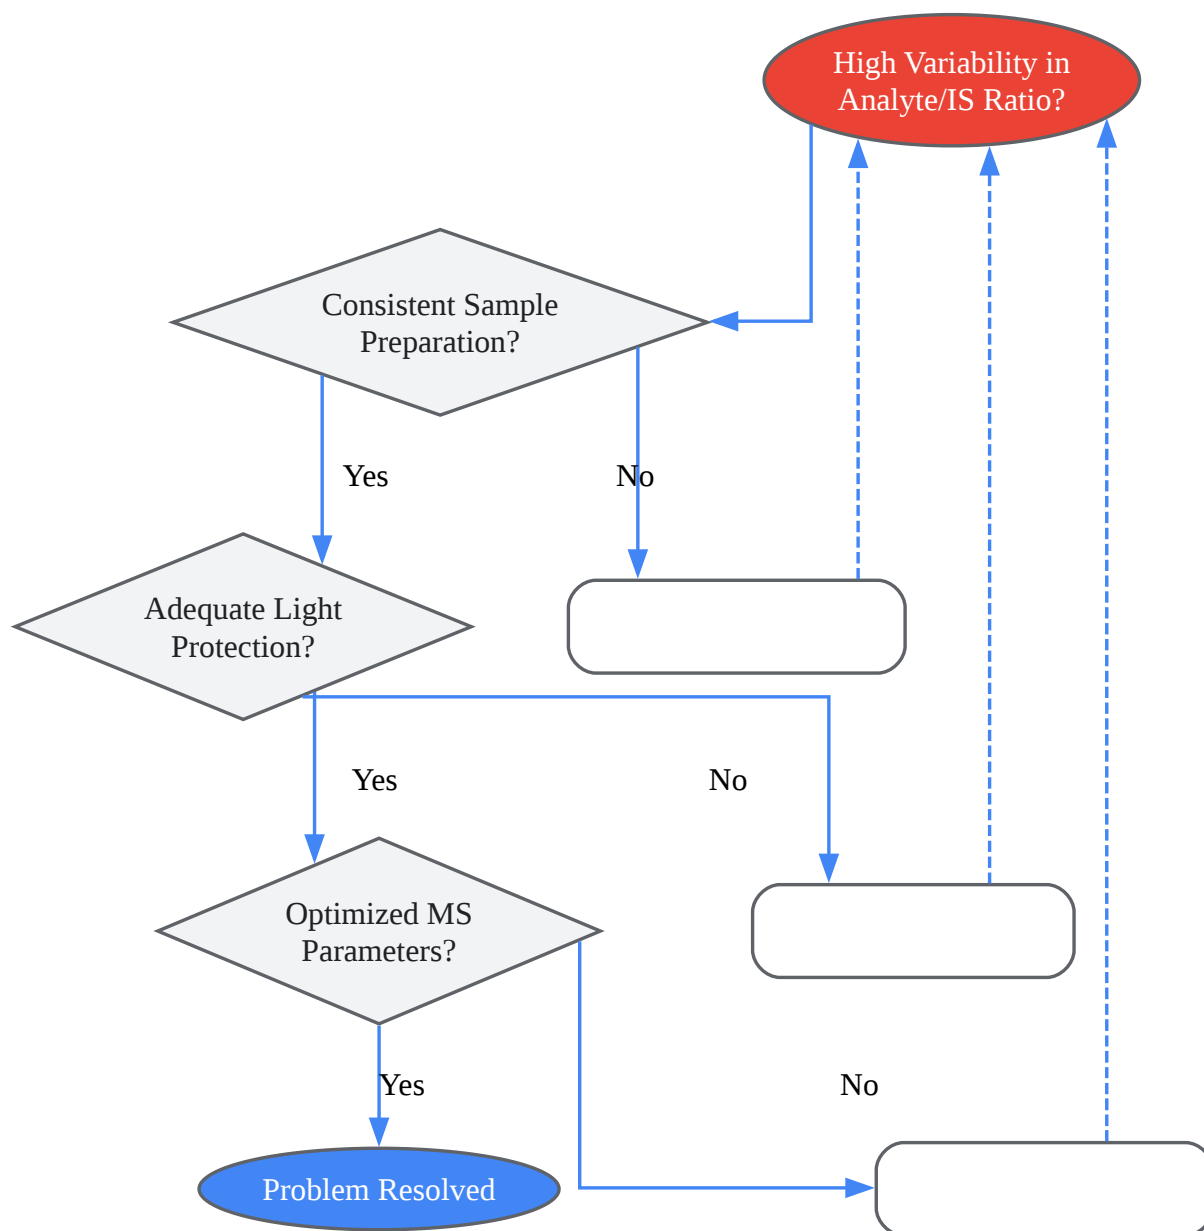 High Variability in
Analyte/IS Ratio?
Consistent Sample
Preparation?
Yes
No
Adequate Light
Protection?
Yes
No
Optimized MS
Parameters?
Yes
No
Problem Resolved